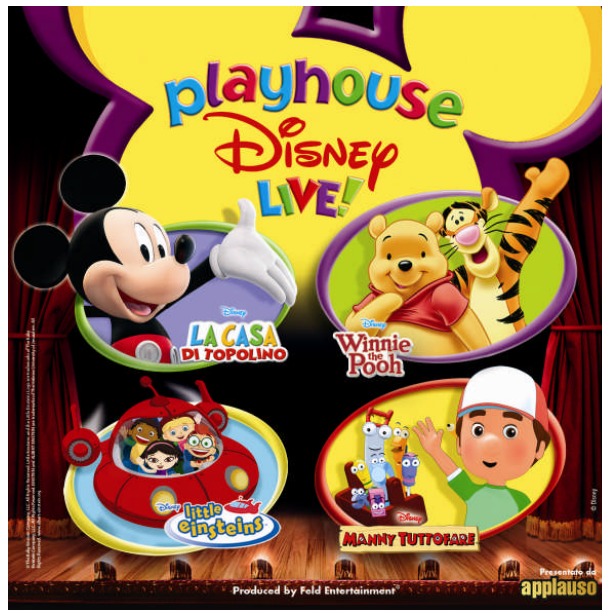 playhouse
Disney
LIVE!
Disney
LA CASA
DI TOPOLINO
Disney
Winnie
the
Pooh
Disney
little
einsteins
Disney
MANNY TUTTOFARE
© Disney
Produced by Feld Entertainment
Presentato da
applauso